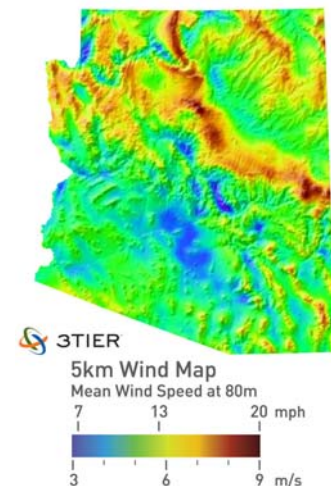 3TIER
5km Wind Map
Mean Wind Speed at 80m
7 13 20 mph
3 6 9 m/s